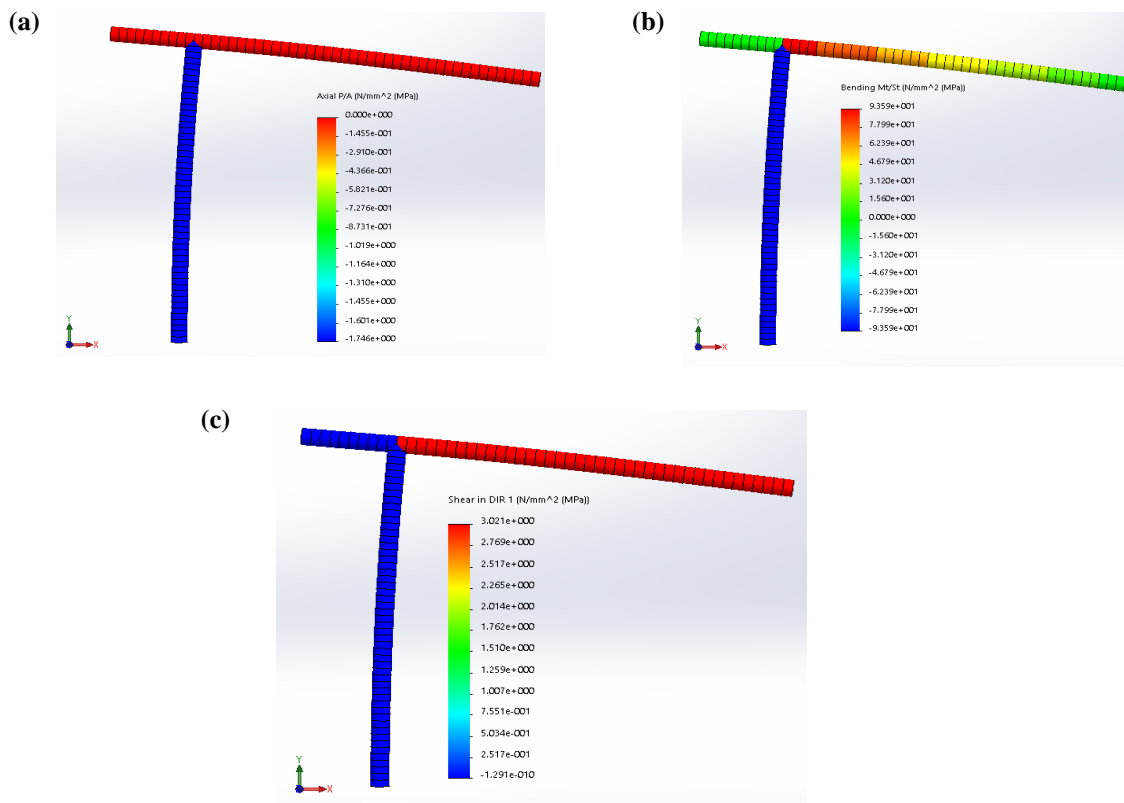 (a)
Axial P/A (N/mm^2 (MPa))
0.000e+000
-1.455e-001
-2.910e-001
-4.366e-001
-5.821e-001
-7.276e-001
-8.731e-001
-1.019e+000
-1.164e+000
-1.310e+000
-1.455e+000
-1.601e+000
-1.746e+000
Y
X
(b)
Bending Mt/St (N/mm^2 (MPa))
9.359e+001
7.799e+001
6.239e+001
4.679e+001
3.120e+001
1.560e+001
0.000e+000
-1.560e+001
-3.120e+001
-4.679e+001
-6.239e+001
-7.799e+001
-9.359e+001
Y
X
(c)
Shear in DIR 1 (N/mm^2 (MPa))
3.021e+000
2.769e+000
2.517e+000
2.265e+000
2.014e+000
1.762e+000
1.510e+000
1.259e+000
1.007e+000
7.551e-001
5.034e-001
2.517e-001
-1.291e-010
Y
X